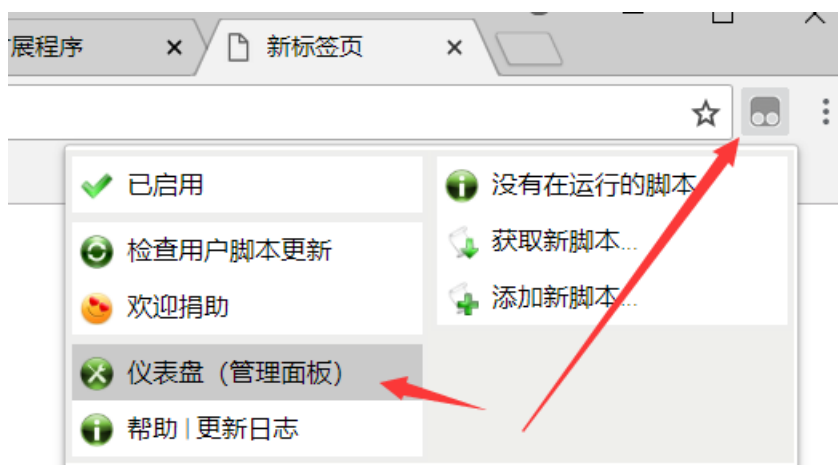 展程序
新标签页
已启用
检查用户脚本更新
欢迎捐助
仪表盘（管理面板）
帮助 | 更新日志
没有在运行的脚本
获取新脚本...
添加新脚本...